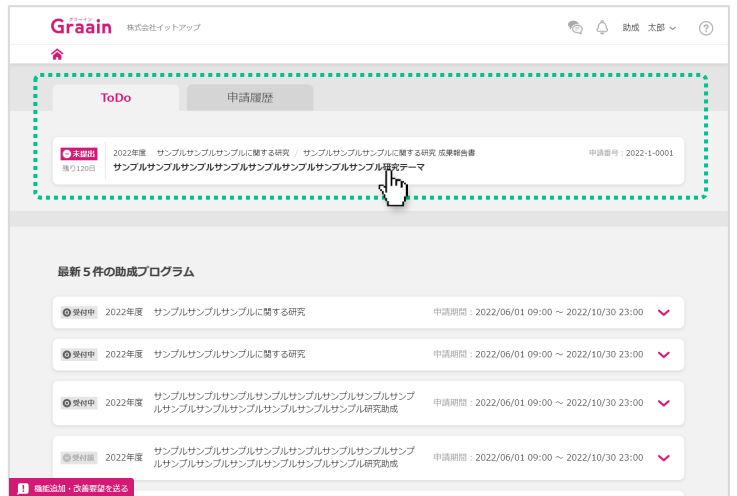 グラーイン
Graain 株式会社イットアップ 助成 太郎 ?
ToDo 申請履歴
未提出 2022年度 サンプルサンプルサンプルに関する研究 / サンプルサンプルサンプルに関する研究 成果報告書 申請番号：2022-1-0001
残り120日 サンプルサンプルサンプルサンプルサンプルサンプルサンプルサンプル研究テーマ
最新５件の助成プログラム
受付中 2022年度 サンプルサンプルサンプルに関する研究 申請期間：2022/06/01 09:00 ～ 2022/10/30 23:00
受付中 2022年度 サンプルサンプルサンプルに関する研究 申請期間：2022/06/01 09:00 ～ 2022/10/30 23:00
受付中 2022年度 サンプルサンプルサンプルサンプルサンプルサンプルサンプルサンプ 申請期間：2022/06/01 09:00 ～ 2022/10/30 23:00
ルサンプルサンプルサンプルサンプルサンプルサンプル研究助成
2022年度 サンプルサンプルサンプルサンプルサンプルサンプルサンプルサンプ 申請期間：2022/06/01 09:00 ～ 2022/10/30 23:00
ルサンプルサンプルサンプルサンプルサンプルサンプル研究助成
機能追加・改善要望を送る